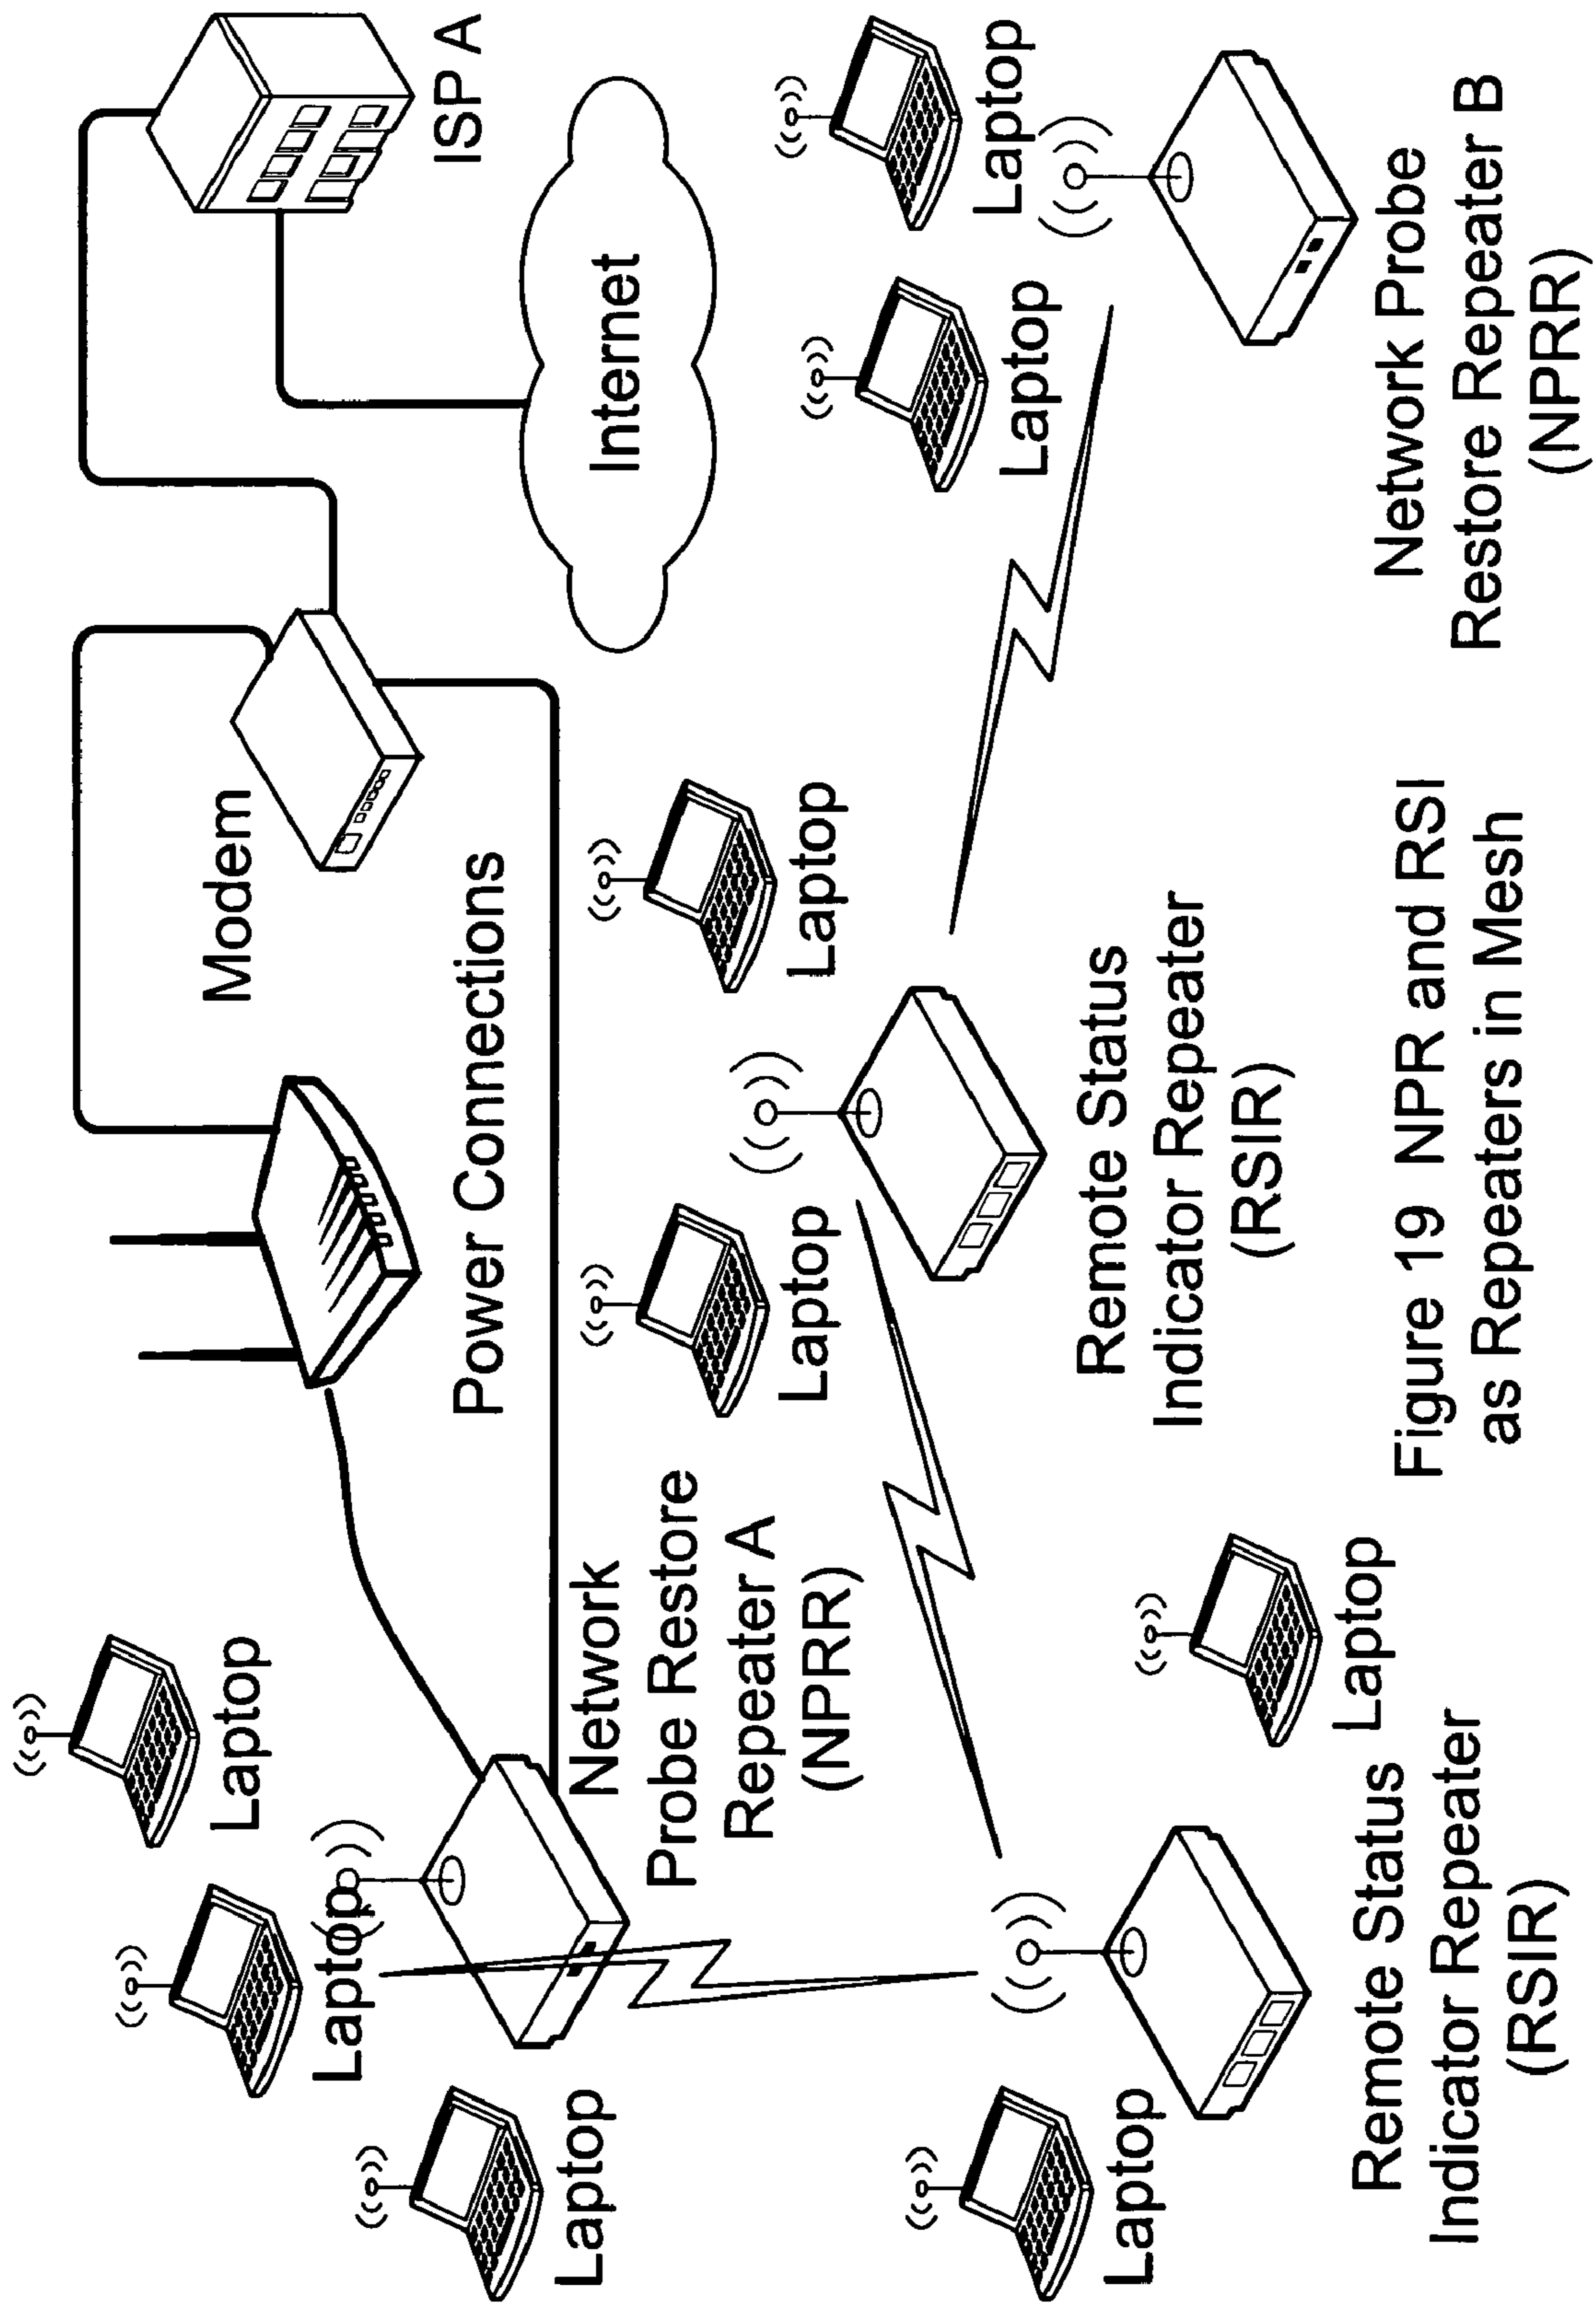 ISP A
Modem
Internet
Power Connections
Laptop
Laptop
Laptop
Network
Probe Restore
Repeater A
(NPRR)
Laptop
Laptop
Laptop
Laptop
Laptop
Laptop
Remote Status
Indicator Repeater
(RSIR)
Remote Status
Indicator Repeater
(RSIR)
Network Probe
Restore Repeater B
(NPRR)
Figure 19 NPR and RSI
as Repeaters in Mesh